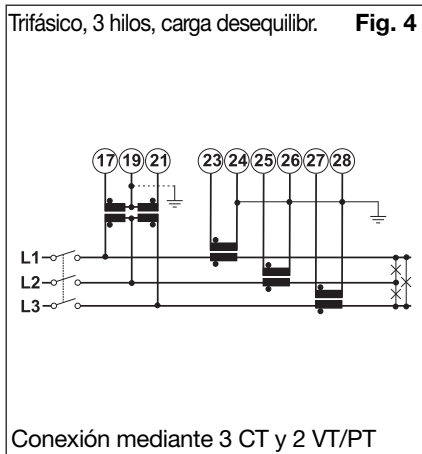 Trifásico, 3 hilos, carga desequilibr. Fig. 4
17 19 21 23 24 25 26 27 28
L1
L2
L3
Conexión mediante 3 CT y 2 VT/PT